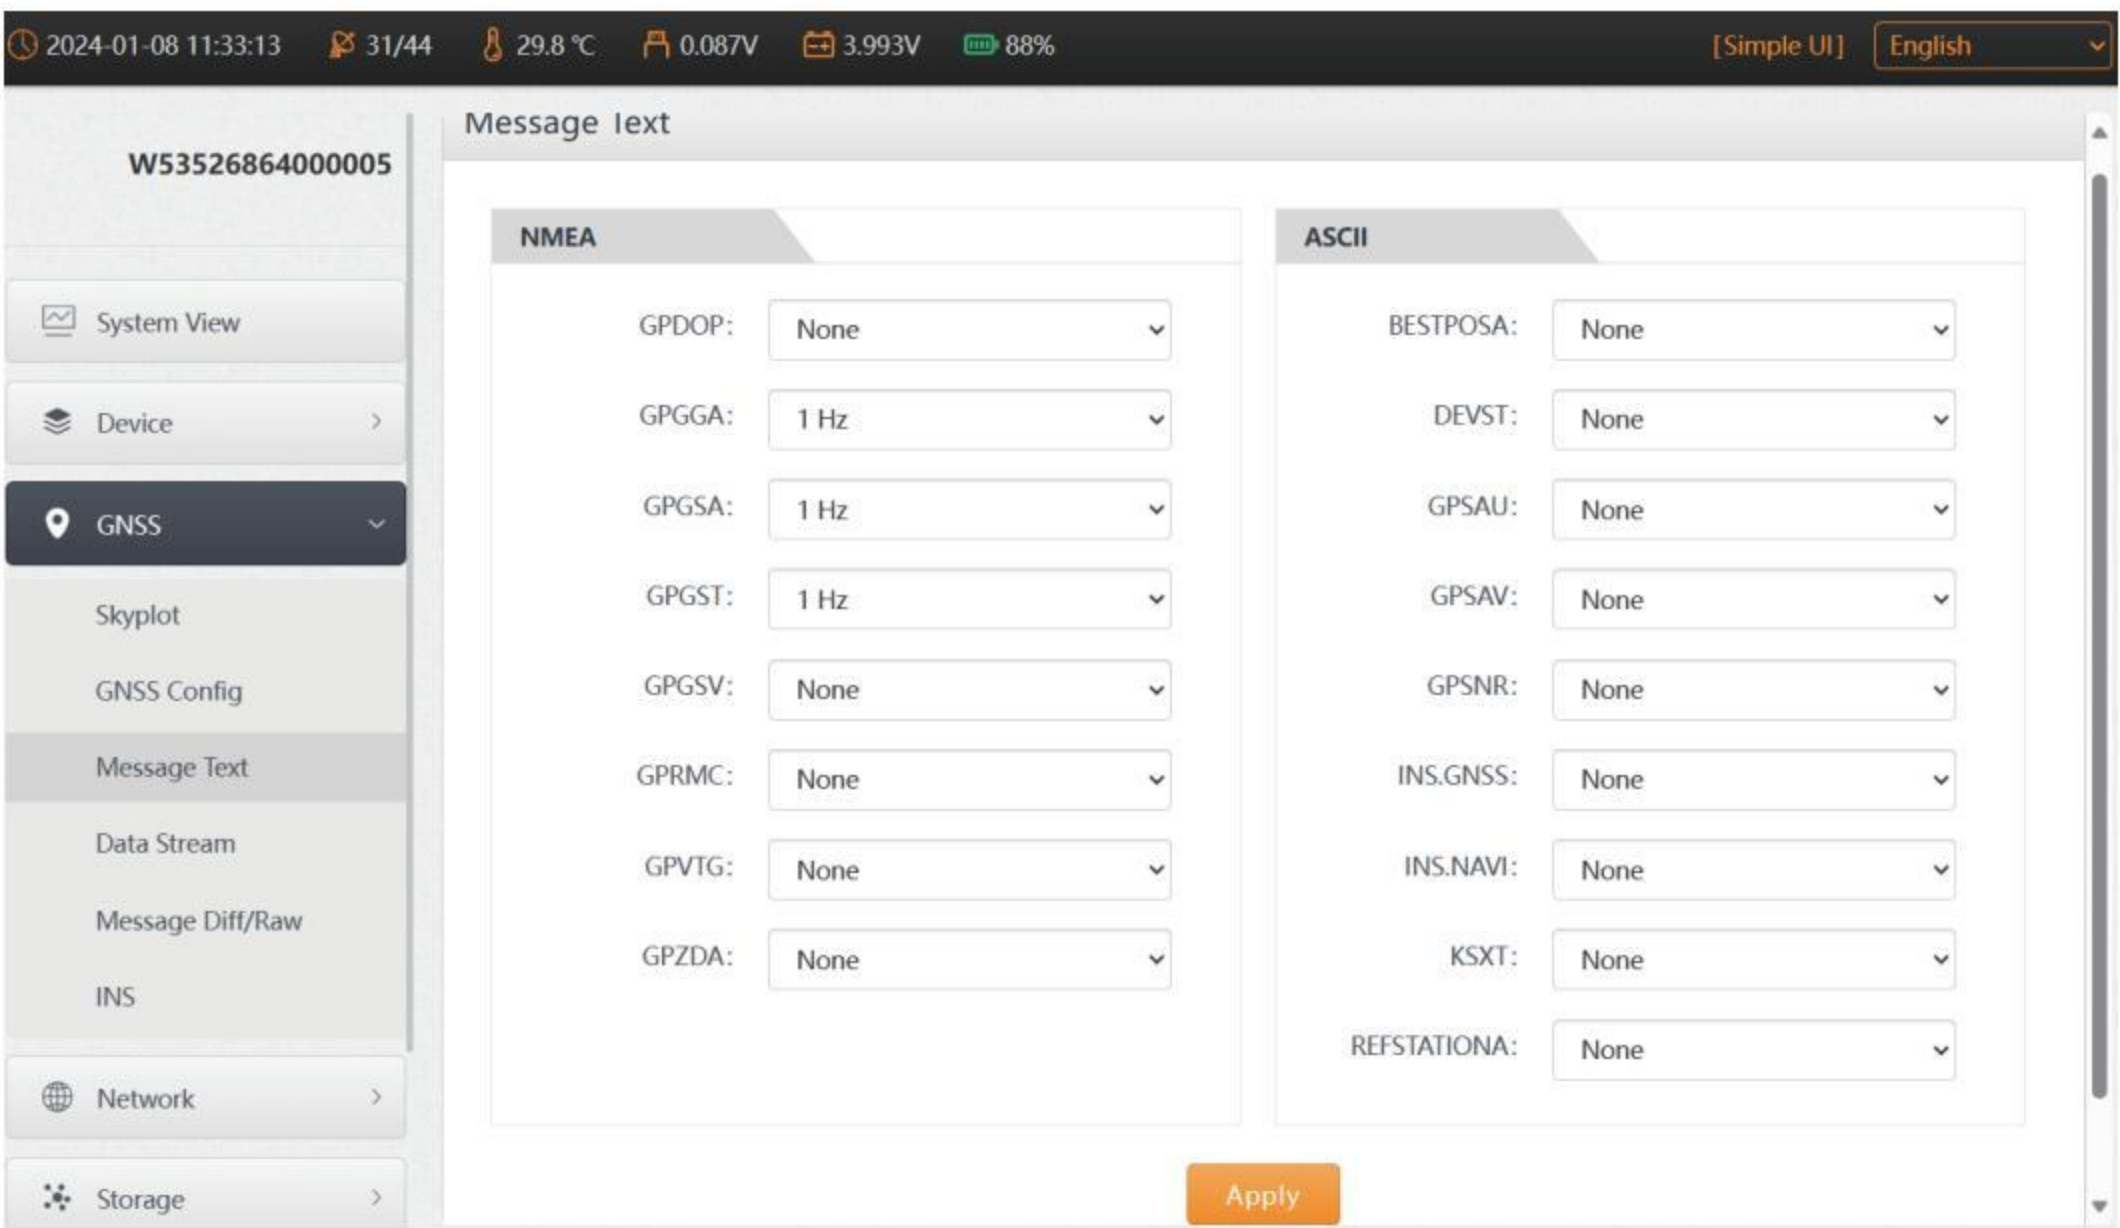 2024-01-08 11:33:13 31/44 29.8 ℃ 0.087V 3.993V 88% [Simple UI] English
W53526864000005
System View
Device
GNSS
Skyplot
GNSS Config
Message Text
Data Stream
Message Diff/Raw
INS
Network
Storage
Message Text
NMEA
GPDOP: None
GPGGA: 1 Hz
GPGSA: 1 Hz
GPGST: 1 Hz
GPGSV: None
GPRMC: None
GPVTG: None
GPZDA: None
ASCII
BESTPOSA: None
DEVST: None
GPSAU: None
GPSAV: None
GPSNR: None
INS.GNSS: None
INS.NAVI: None
KSXT: None
REFSTATIONA: None
Apply